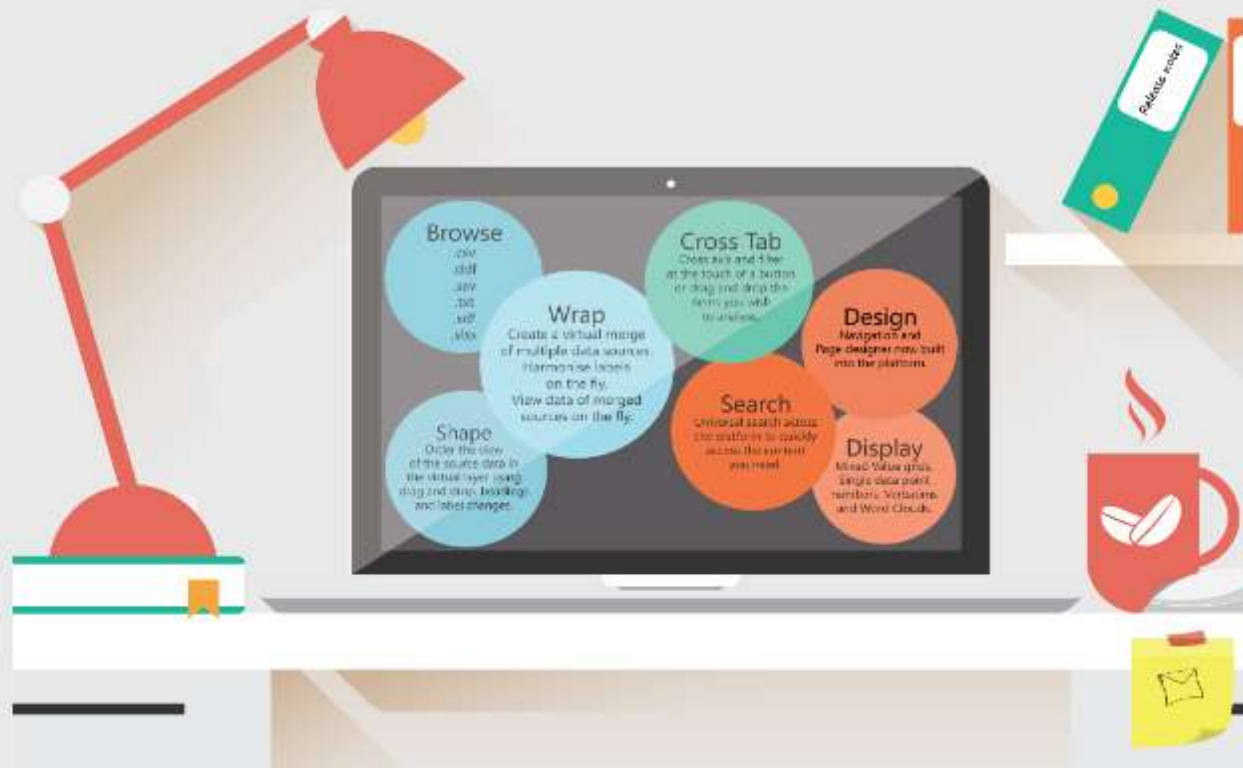 Release notes
Browse
.csv
.ddf
.sav
.txt
.xlsx
Wrap
Create a virtual merge
of multiple data sources.
Harmonise labels
on the fly.
View data of merged
sources on the fly.
Shape
Order the view
of the source data in
the virtual layer using
drag and drop, headings
and label changes.
Cross Tab
Cross axis and filter
at the touch of a button
or drag and drop the
items you wish
to analyse.
Search
Universal search across
the platform to quickly
access the content
you need.
Design
Navigation and
Page designer now built
into the platform.
Display
Mixed Value grids,
Single data point
numbers, Verbatims
and Word Clouds.